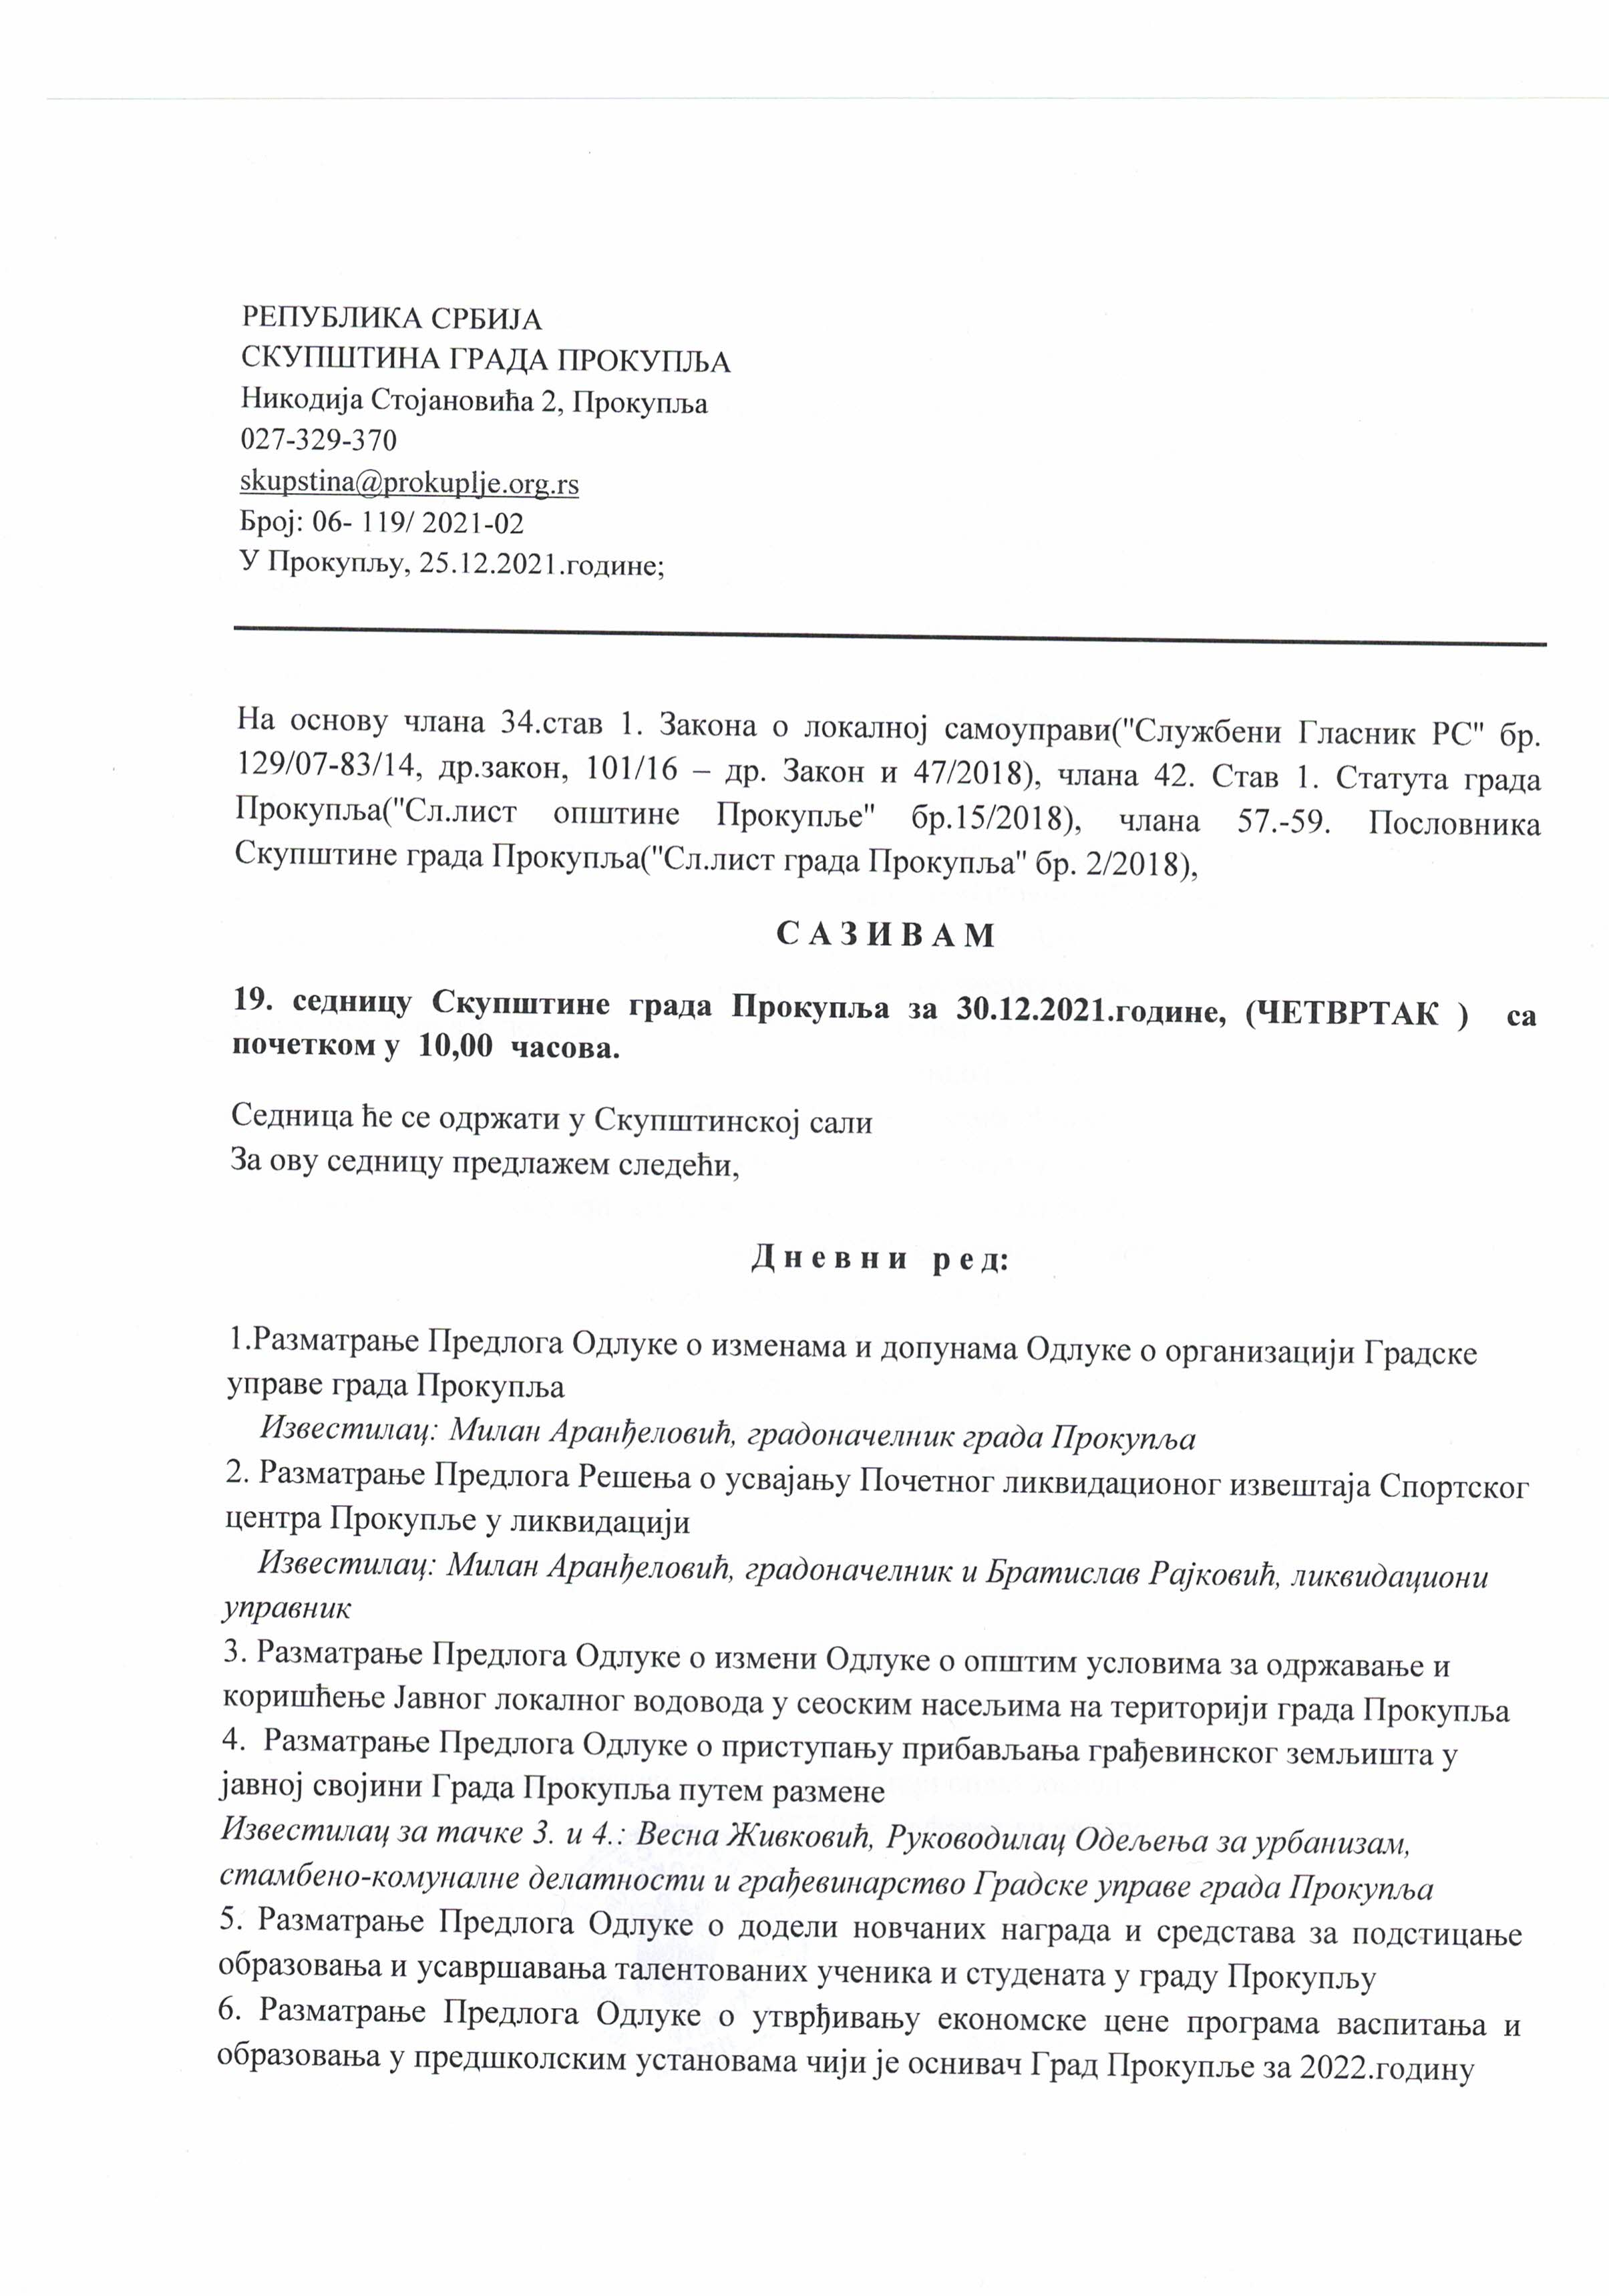 РЕПУБЛИКА СРБИЈА
СКУПШТИНА ГРАДА ПРОКУПЉА
Никодија Стојановића 2, Прокупља
027-329-370
skupstina@prokuplje.org.rs
Број: 06- 119/ 2021-02
У Прокупљу, 25.12.2021.године;
На основу члана 34.став 1. Закона о локалној самоуправи("Службени Гласник РС" бр.
129/07-83/14, др.закон, 101/16 – др. Закон и 47/2018), члана 42. Став 1. Статута града
Прокупља("Сл.лист општине Прокупље" бр.15/2018), члана 57.-59. Пословника
Скупштине града Прокупља("Сл.лист града Прокупља" бр. 2/2018),
С А З И В А М
19. седницу Скупштине града Прокупља за 30.12.2021.године, (ЧЕТВРТАК ) са
почетком у 10,00 часова.
Седница ће се одржати у Скупштинској сали
За ову седницу предлажем следећи,
Д н е в н и р е д:
1.Разматрање Предлога Одлуке о изменама и допунама Одлуке о организацији Градске
управе града Прокупља
Известилац: Милан Аранђеловић, градоначелник града Прокупља
2. Разматрање Предлога Решења о усвајању Почетног ликвидационог извештаја Спортског
центра Прокупље у ликвидацији
Известилац: Милан Аранђеловић, градоначелник и Братислав Рајковић, ликвидациони
управник
3. Разматрање Предлога Одлуке о измени Одлуке о општим условима за одржавање и
коришћење Јавног локалног водовода у сеоским насељима на територији града Прокупља
4. Разматрање Предлога Одлуке о приступању прибављања грађевинског земљишта у
јавној својини Града Прокупља путем размене
Известилац за тачке 3. и 4.: Весна Живковић, Руководилац Одељења за урбанизам,
стамбено-комуналне делатности и грађевинарство Градске управе града Прокупља
5. Разматрање Предлога Одлуке о додели новчаних награда и средстава за подстицање
образовања и усавршавања талентованих ученика и студената у граду Прокупљу
6. Разматрање Предлога Одлуке о утврђивању економске цене програма васпитања и
образовања у предшколским установама чији је оснивач Град Прокупље за 2022.годину